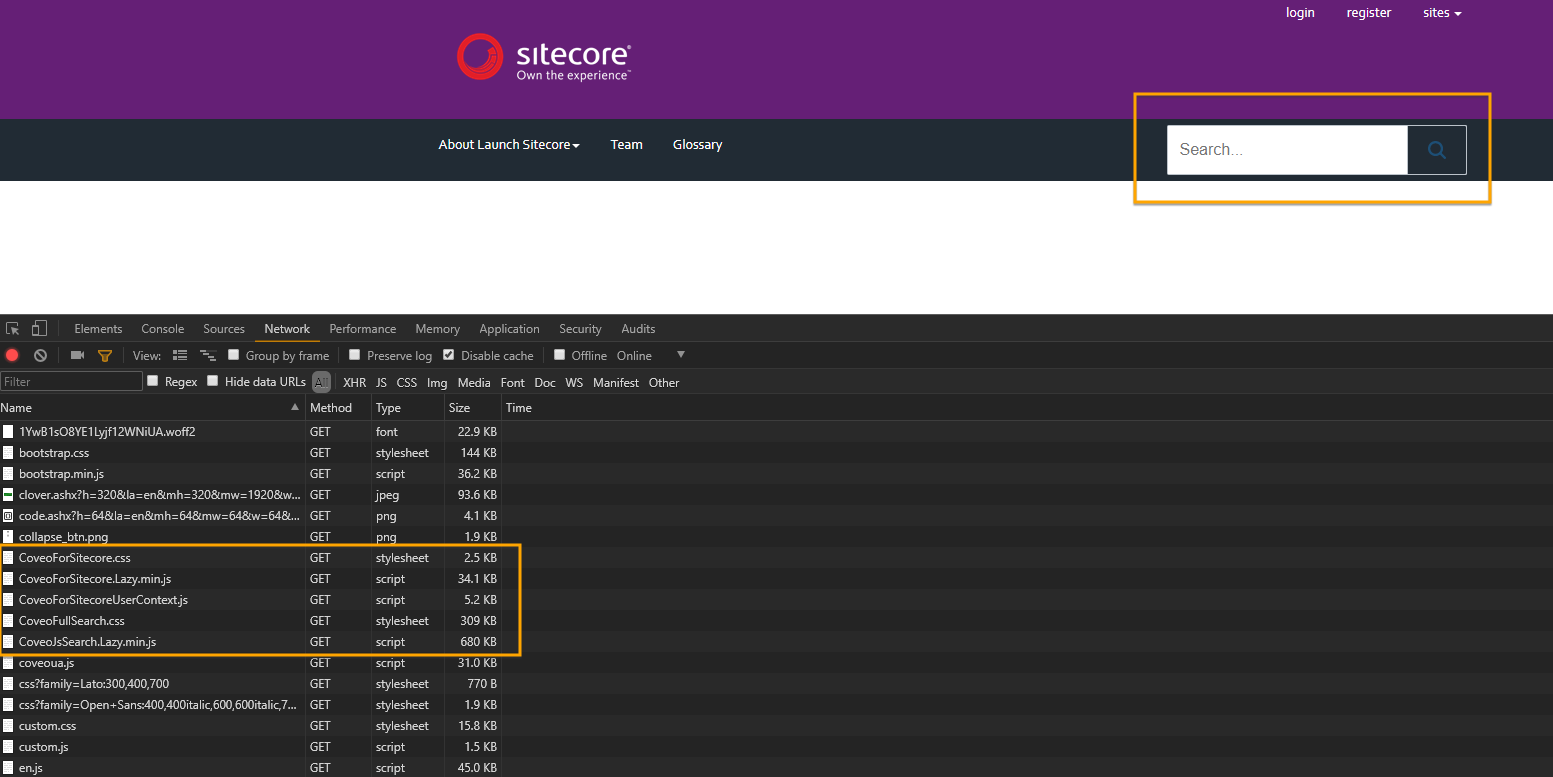 login register sites
sitecore®
Own the experience™
About Launch Sitecore Team Glossary
Search...
Elements Console Sources Network Performance Memory Application Security Audits
View: Group by frame Preserve log Disable cache Offline Online
Filter Regex Hide data URLs All XHR JS CSS Img Media Font Doc WS Manifest Other
Name Method Type Size Time
1YwB1sO8YE1Lyjf12WNiUA.woff2 GET font 22.9 KB
bootstrap.css GET stylesheet 144 KB
bootstrap.min.js GET script 36.2 KB
clover.ashx?h=320&la=en&mh=320&mw=1920&w... GET jpeg 93.6 KB
code.ashx?h=64&la=en&mh=64&mw=64&w=64&... GET png 4.1 KB
collapse_btn.png GET png 1.9 KB
CoveoForSitecore.css GET stylesheet 2.5 KB
CoveoForSitecore.Lazy.min.js GET script 34.1 KB
CoveoForSitecoreUserContext.js GET script 5.2 KB
CoveoFullSearch.css GET stylesheet 309 KB
CoveoJsSearch.Lazy.min.js GET script 680 KB
coveoua.js GET script 31.0 KB
css?family=Lato:300,400,700 GET stylesheet 770 B
css?family=Open+Sans:400,400italic,600,600italic,7... GET stylesheet 1.9 KB
custom.css GET stylesheet 15.8 KB
custom.js GET script 1.5 KB
en.js GET script 45.0 KB